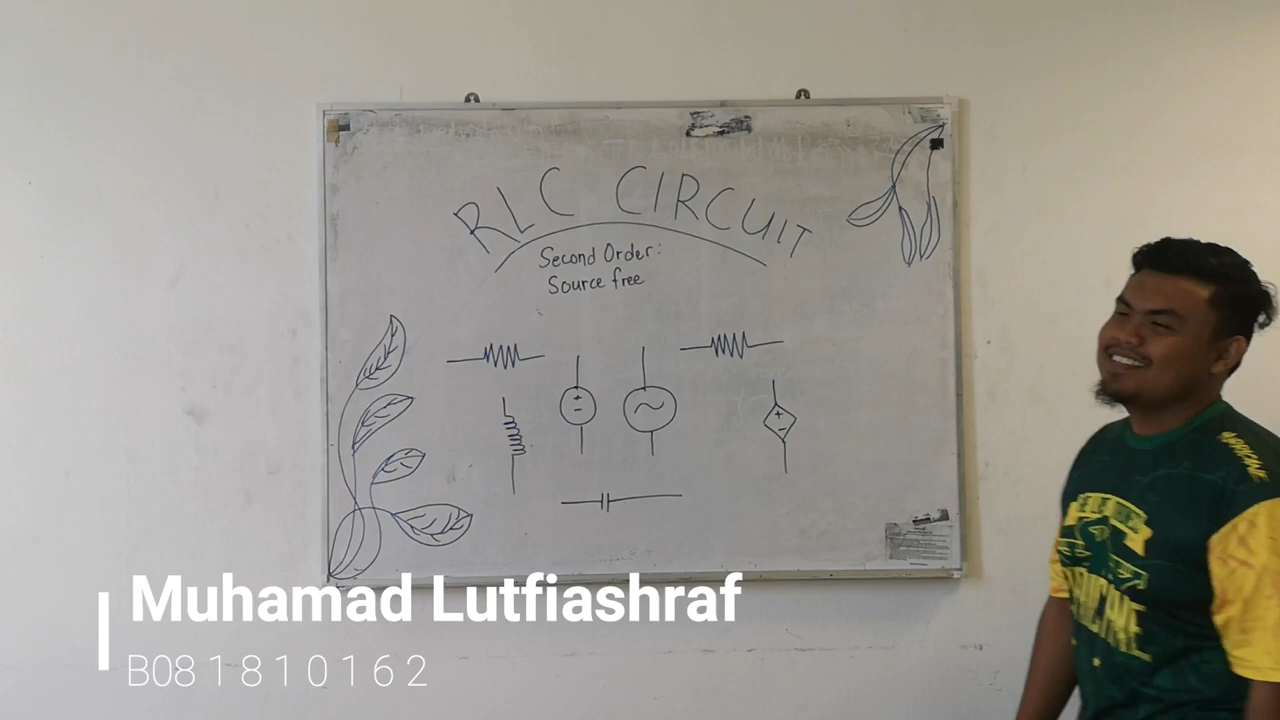 RLC CIRCUIT
Second Order:
Source free
Muhamad Lutfiashraf
B081810162